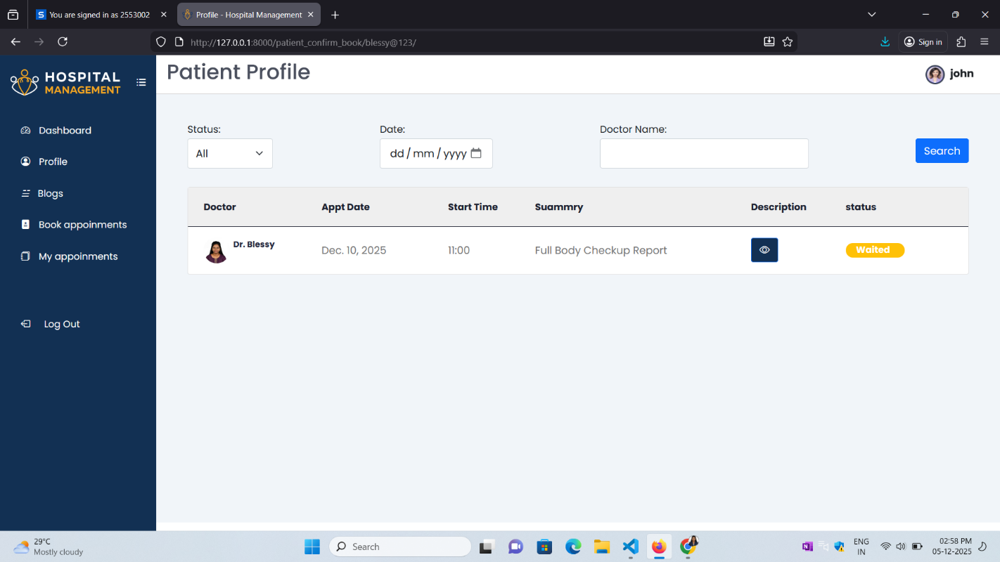 You are signed in as 2553002
Profile - Hospital Management
http://127.0.0.1:8000/patient_confirm_book/blessy@123/
Sign in
HOSPITAL
MANAGEMENT
Patient Profile
john
Dashboard
Profile
Blogs
Book appoinments
My appoinments
Log Out
Status:
Date:
Doctor Name:
All
dd / mm / yyyy
Search
Doctor Appt Date Start Time Suammry Description status
Dr. Blessy Dec. 10, 2025 11:00 Full Body Checkup Report Waited
29°C
Mostly cloudy
Search
ENG
IN
02:58 PM
05-12-2025